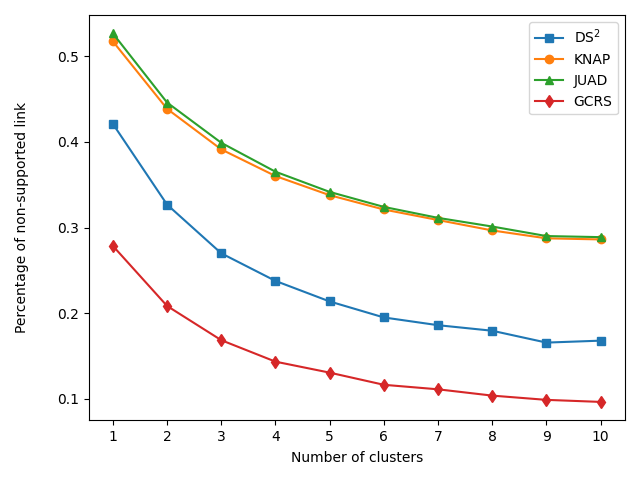 DS²
KNAP
JUAD
GCRS
Percentage of non-supported link
0.5
0.4
0.3
0.2
0.1
1 2 3 4 5 6 7 8 9 10
Number of clusters